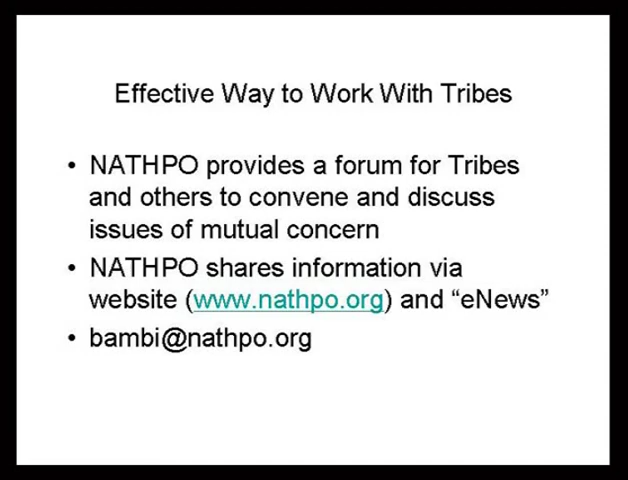 Effective Way to Work With Tribes
• NATHPO provides a forum for Tribes
and others to convene and discuss
issues of mutual concern
• NATHPO shares information via
website (www.nathpo.org) and “eNews”
• bambi@nathpo.org